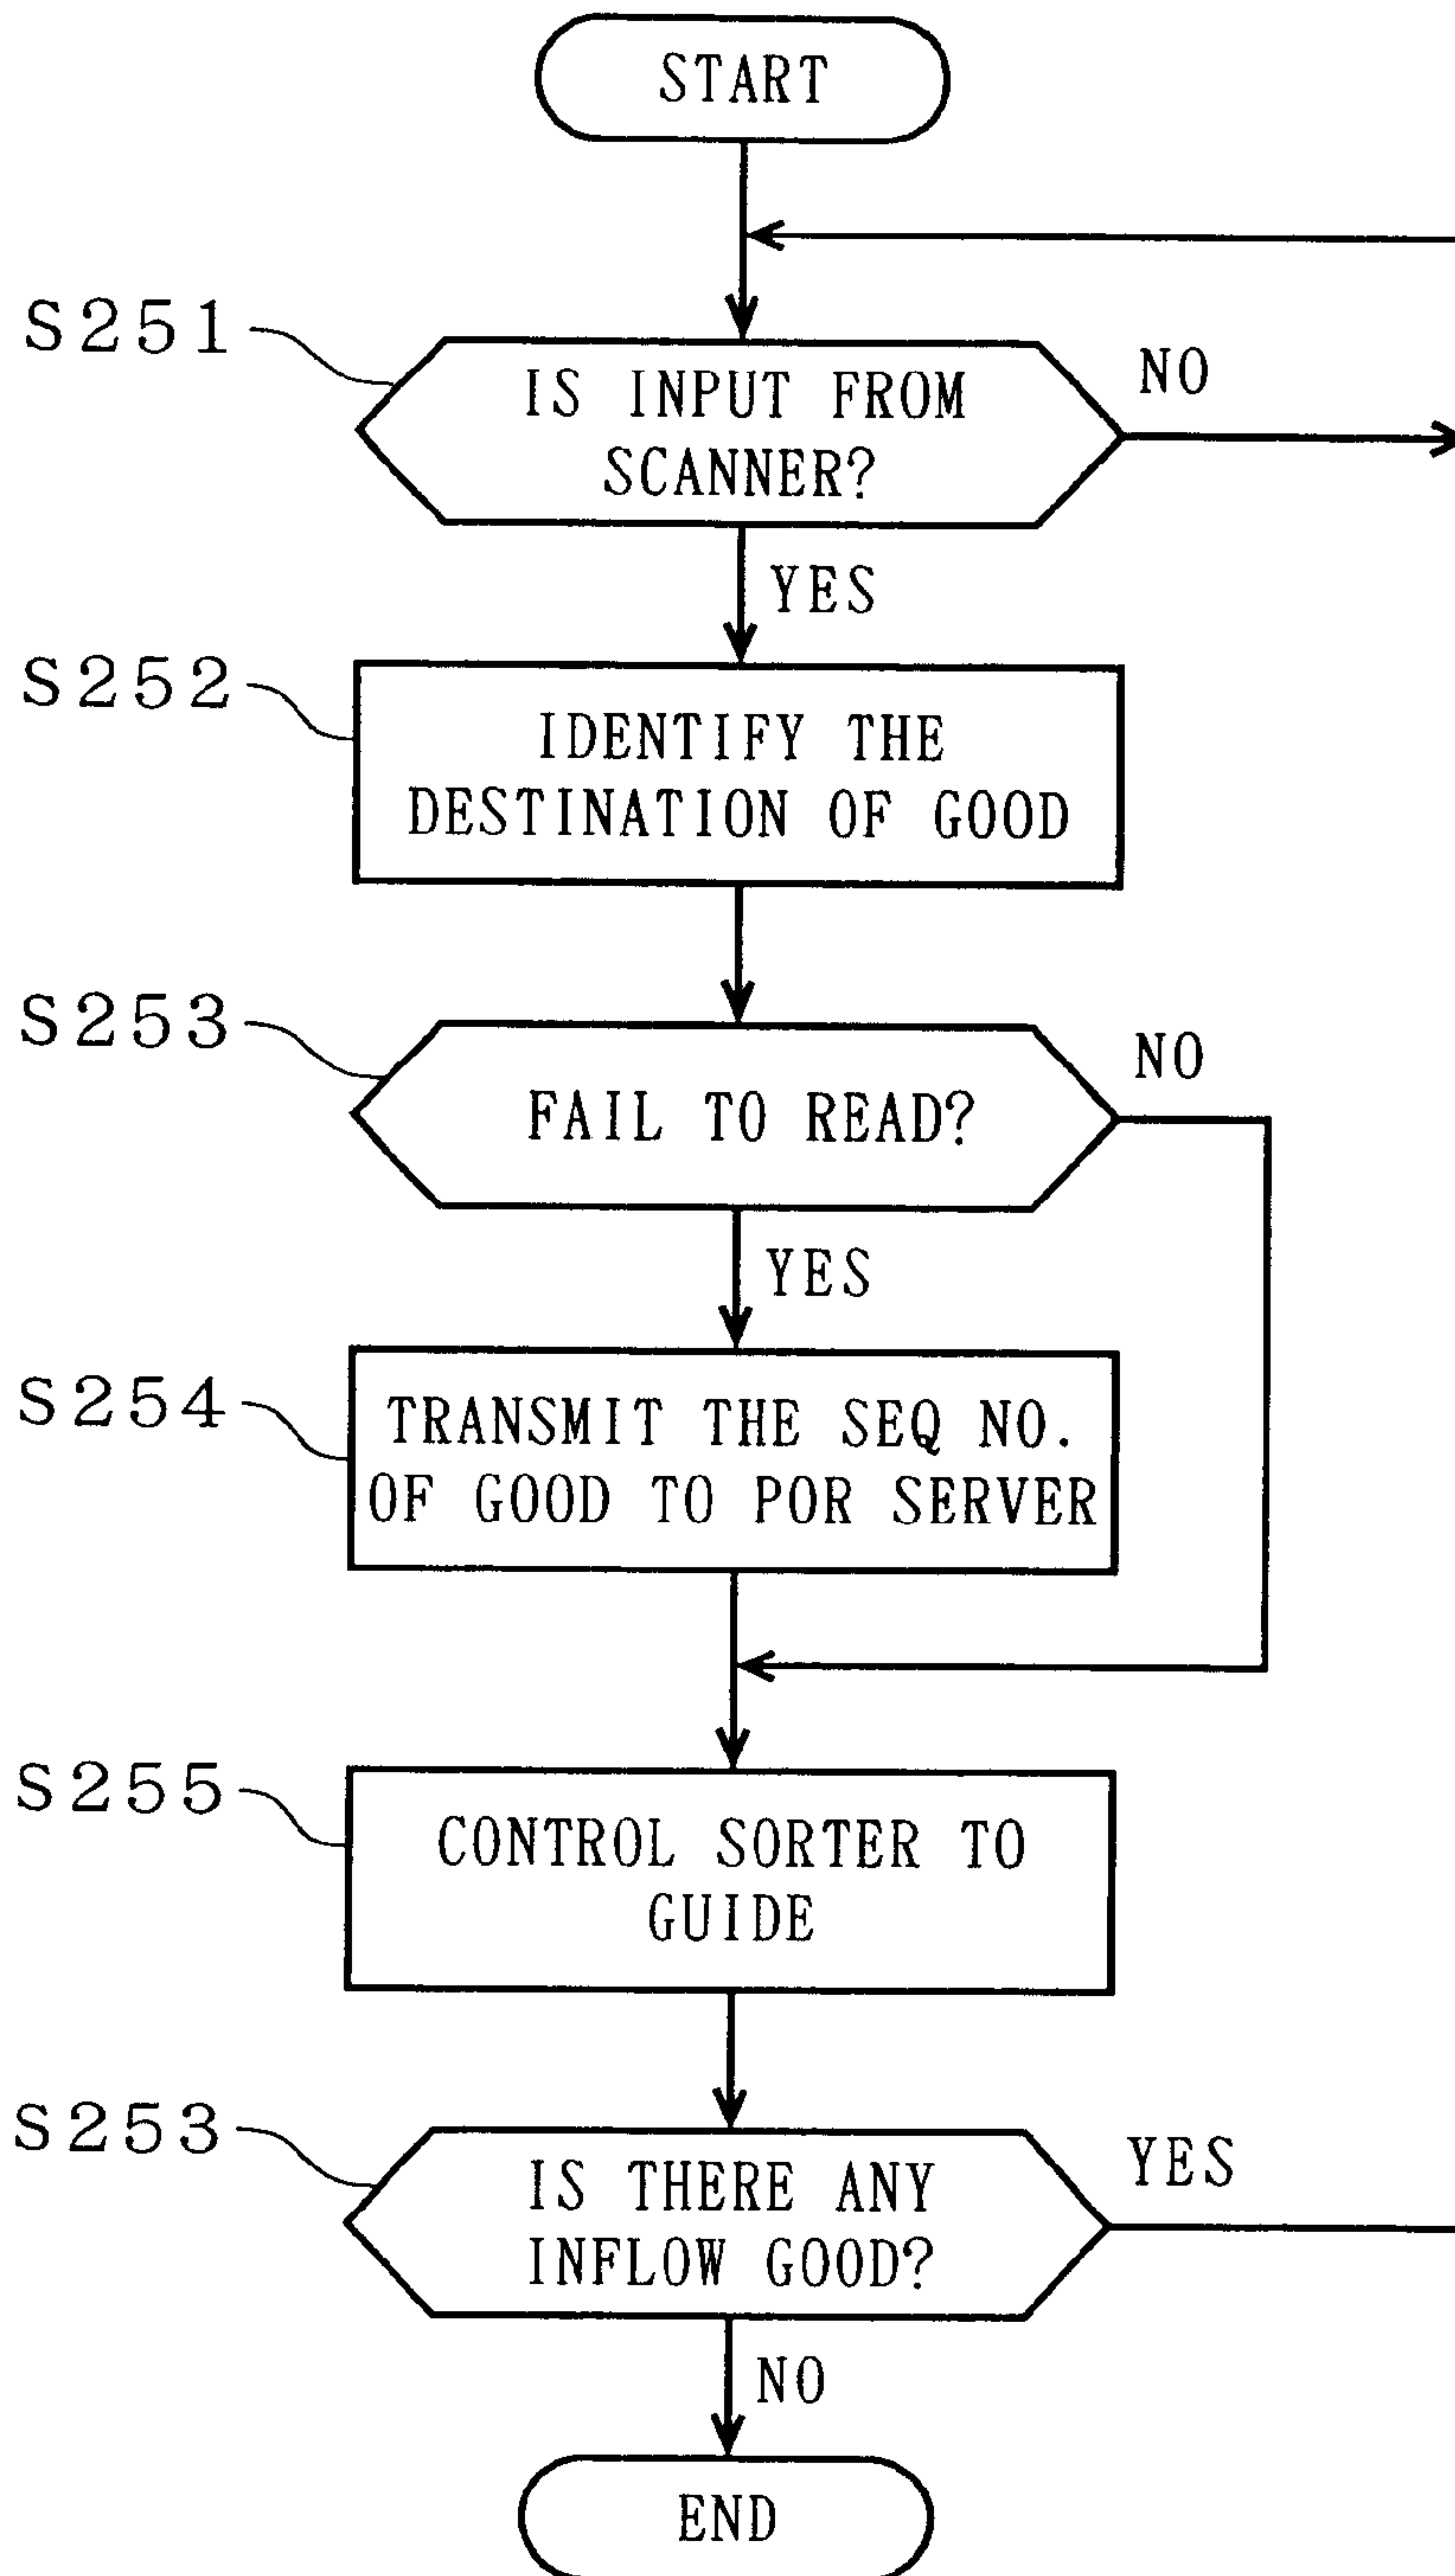 START
S251
IS INPUT FROM
SCANNER?
NO
YES
S252
IDENTIFY THE
DESTINATION OF GOOD
S253
FAIL TO READ?
NO
YES
S254
TRANSMIT THE SEQ NO.
OF GOOD TO POR SERVER
S255
CONTROL SORTER TO
GUIDE
S253
IS THERE ANY
INFLOW GOOD?
YES
NO
END